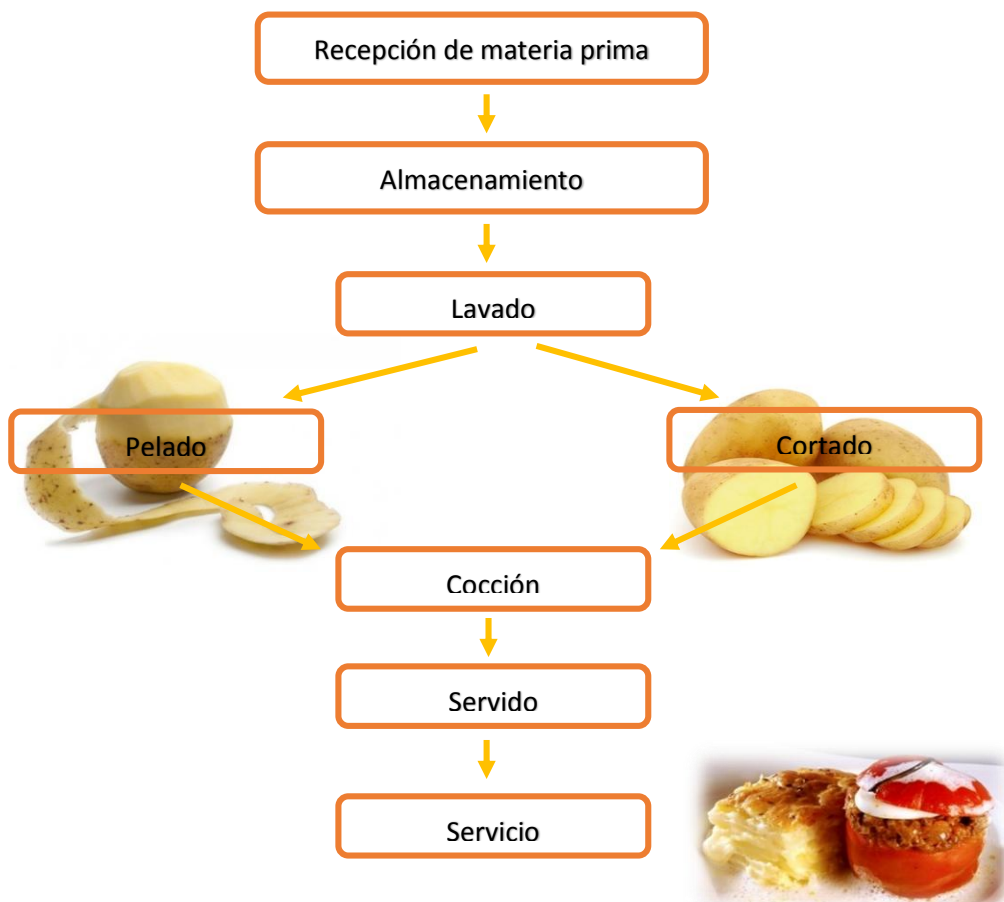 Recepción de materia prima
Almacenamiento
Lavado
Pelado
Cortado
Cocción
Servido
Servicio